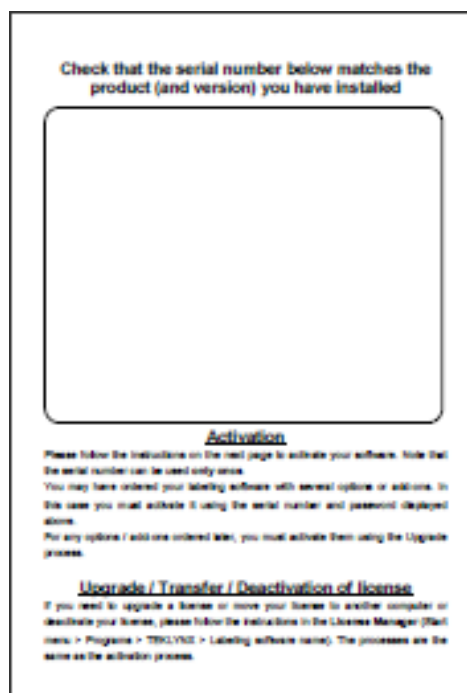 Check that the serial number below matches the
product (and version) you have installed
Activation
Please follow the instructions on the next page to activate your software. Note that
the serial number can be used only once.
You may have ordered your labeling software with several options or add-ons. In
this case you must activate it using the serial number and password displayed
above.
For any options / add-ons ordered later, you must activate them using the Upgrade
process.
Upgrade / Transfer / Deactivation of license
If you need to upgrade a license or move your license to another computer or
deactivate your license, please follow the instructions in the License Manager (Start
menu > Programs > TEKLYNX > Labeling software name). The processes are the
same as the activation process.